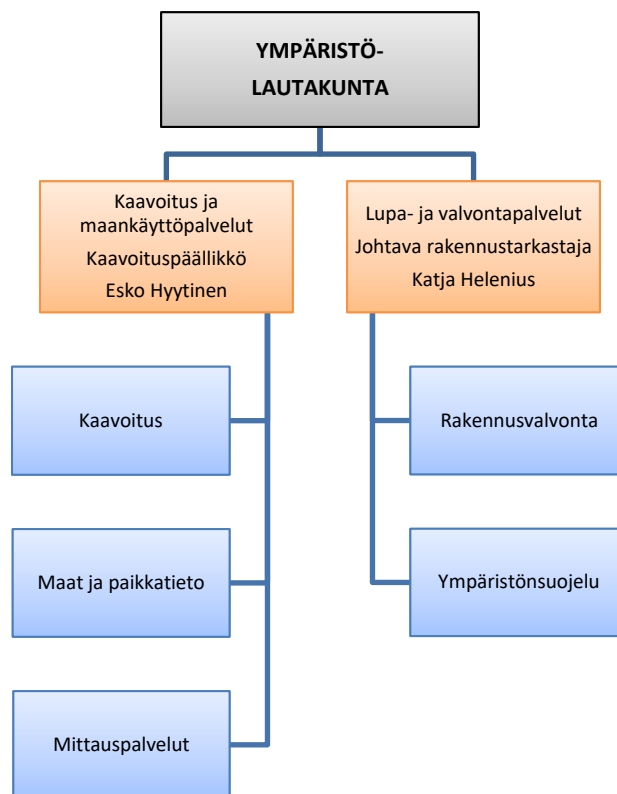 YMPÄRISTÖ-
LAUTAKUNTA
Kaavoitus ja
maankäyttöpalvelut
Kaavoituspäällikkö
Esko Hyytinen
Lupa- ja valvontapalvelut
Johtava rakennustarkastaja
Katja Helenius
Kaavoitus
Rakennusvalvonta
Maat ja paikkatieto
Ympäristönsuojelu
Mittauspalvelut